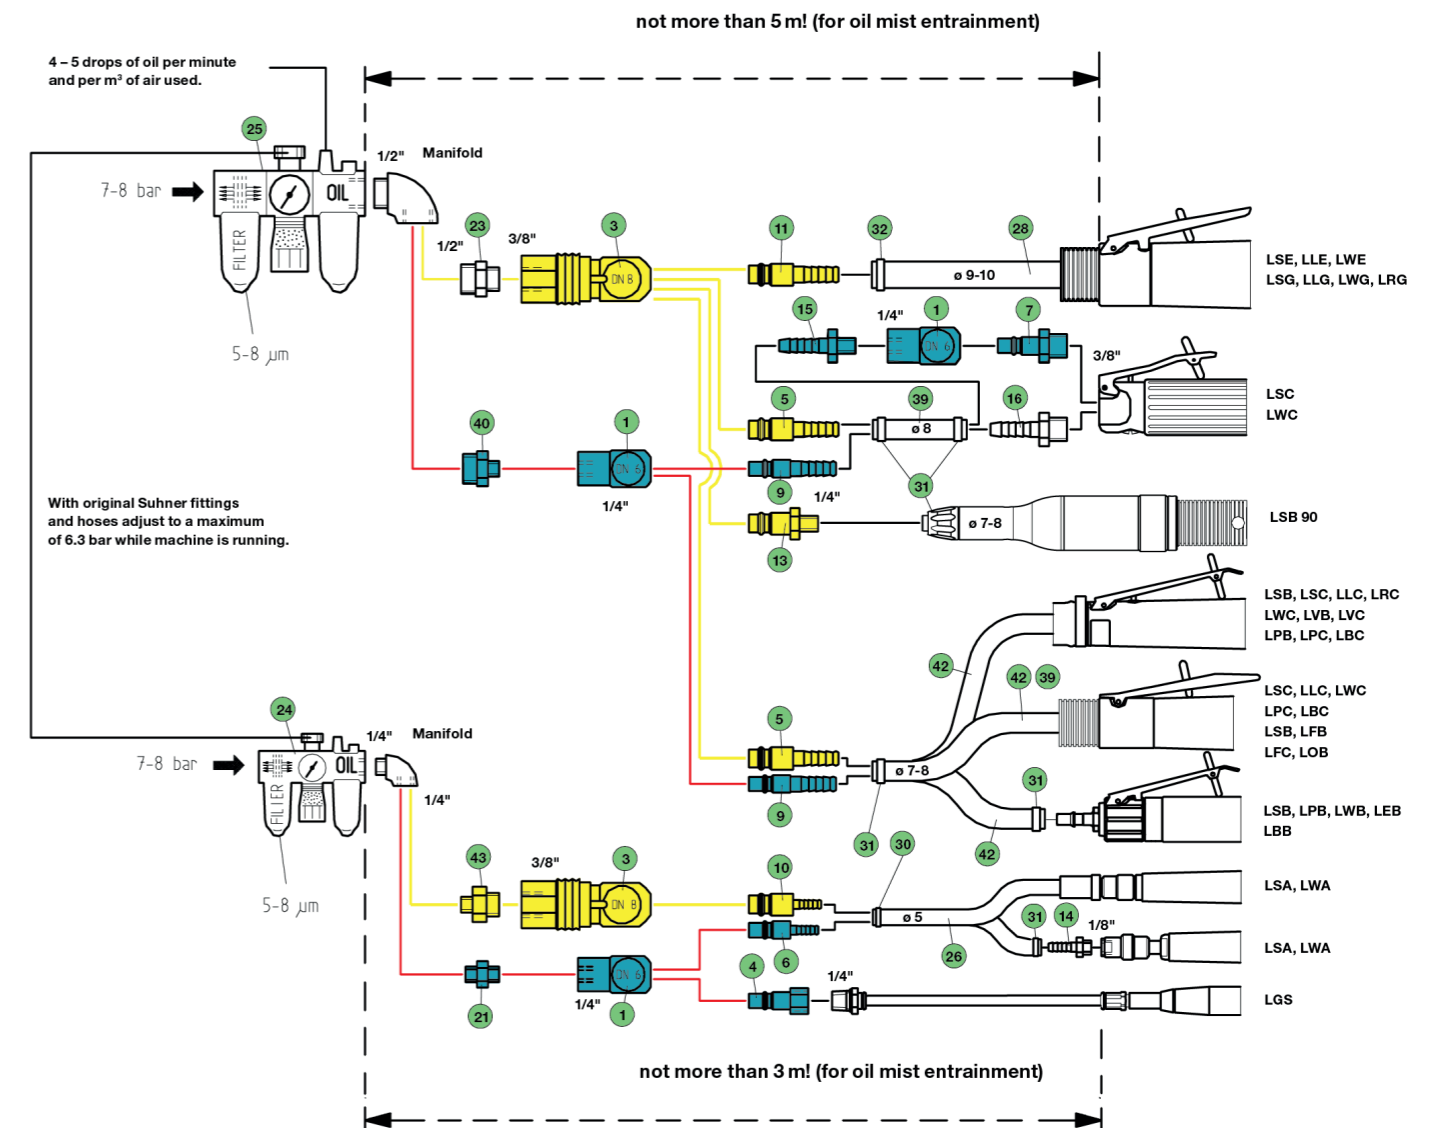 not more than 5 m! (for oil mist entrainment)
4 – 5 drops of oil per minute
and per m³ of air used.
25
1/2"
Manifold
7-8 bar
OIL
FILTER
5-8 µm
23
1/2"
3/8"
3
DN 8
11
32
28
ø 9-10
LSE, LLE, LWE
LSG, LLG, LWG, LRG
15
1/4"
1
DN 6
7
3/8"
5
39
ø 8
16
LSC
LWC
40
1
DN 6
1/4"
9
31
1/4"
13
ø 7-8
LSB 90
With original Suhner fittings
and hoses adjust to a maximum
of 6.3 bar while machine is running.
LSB, LSC, LLC, LRC
LWC, LVB, LVC
LPB, LPC, LBC
42
42
39
LSC, LLC, LWC
LPC, LBC
LSB, LFB
LFC, LOB
24
1/4"
Manifold
7-8 bar
OIL
FILTER
1/4"
5-8 µm
5
9
ø 7-8
31
31
42
LSB, LPB, LWB, LEB
LBB
43
3/8"
3
DN 8
10
30
ø 5
LSA, LWA
6
26
31
14
1/8"
LSA, LWA
21
DN 6
1/4"
1
4
1/4"
LGS
not more than 3 m! (for oil mist entrainment)